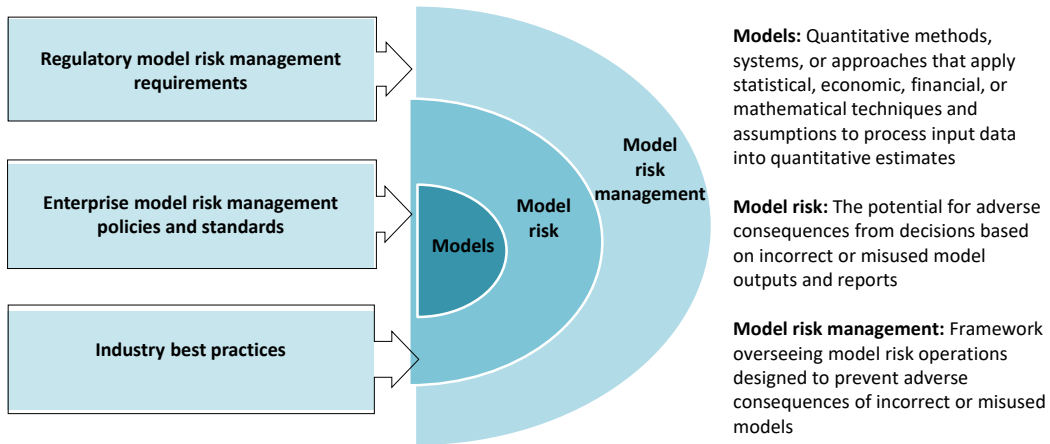 Regulatory model risk management
requirements
Enterprise model risk management
policies and standards
Industry best practices
Models
Model
risk
Model
risk
management
Models: Quantitative methods,
systems, or approaches that apply
statistical, economic, financial, or
mathematical techniques and
assumptions to process input data
into quantitative estimates
Model risk: The potential for adverse
consequences from decisions based
on incorrect or misused model
outputs and reports
Model risk management: Framework
overseeing model risk operations
designed to prevent adverse
consequences of incorrect or misused
models